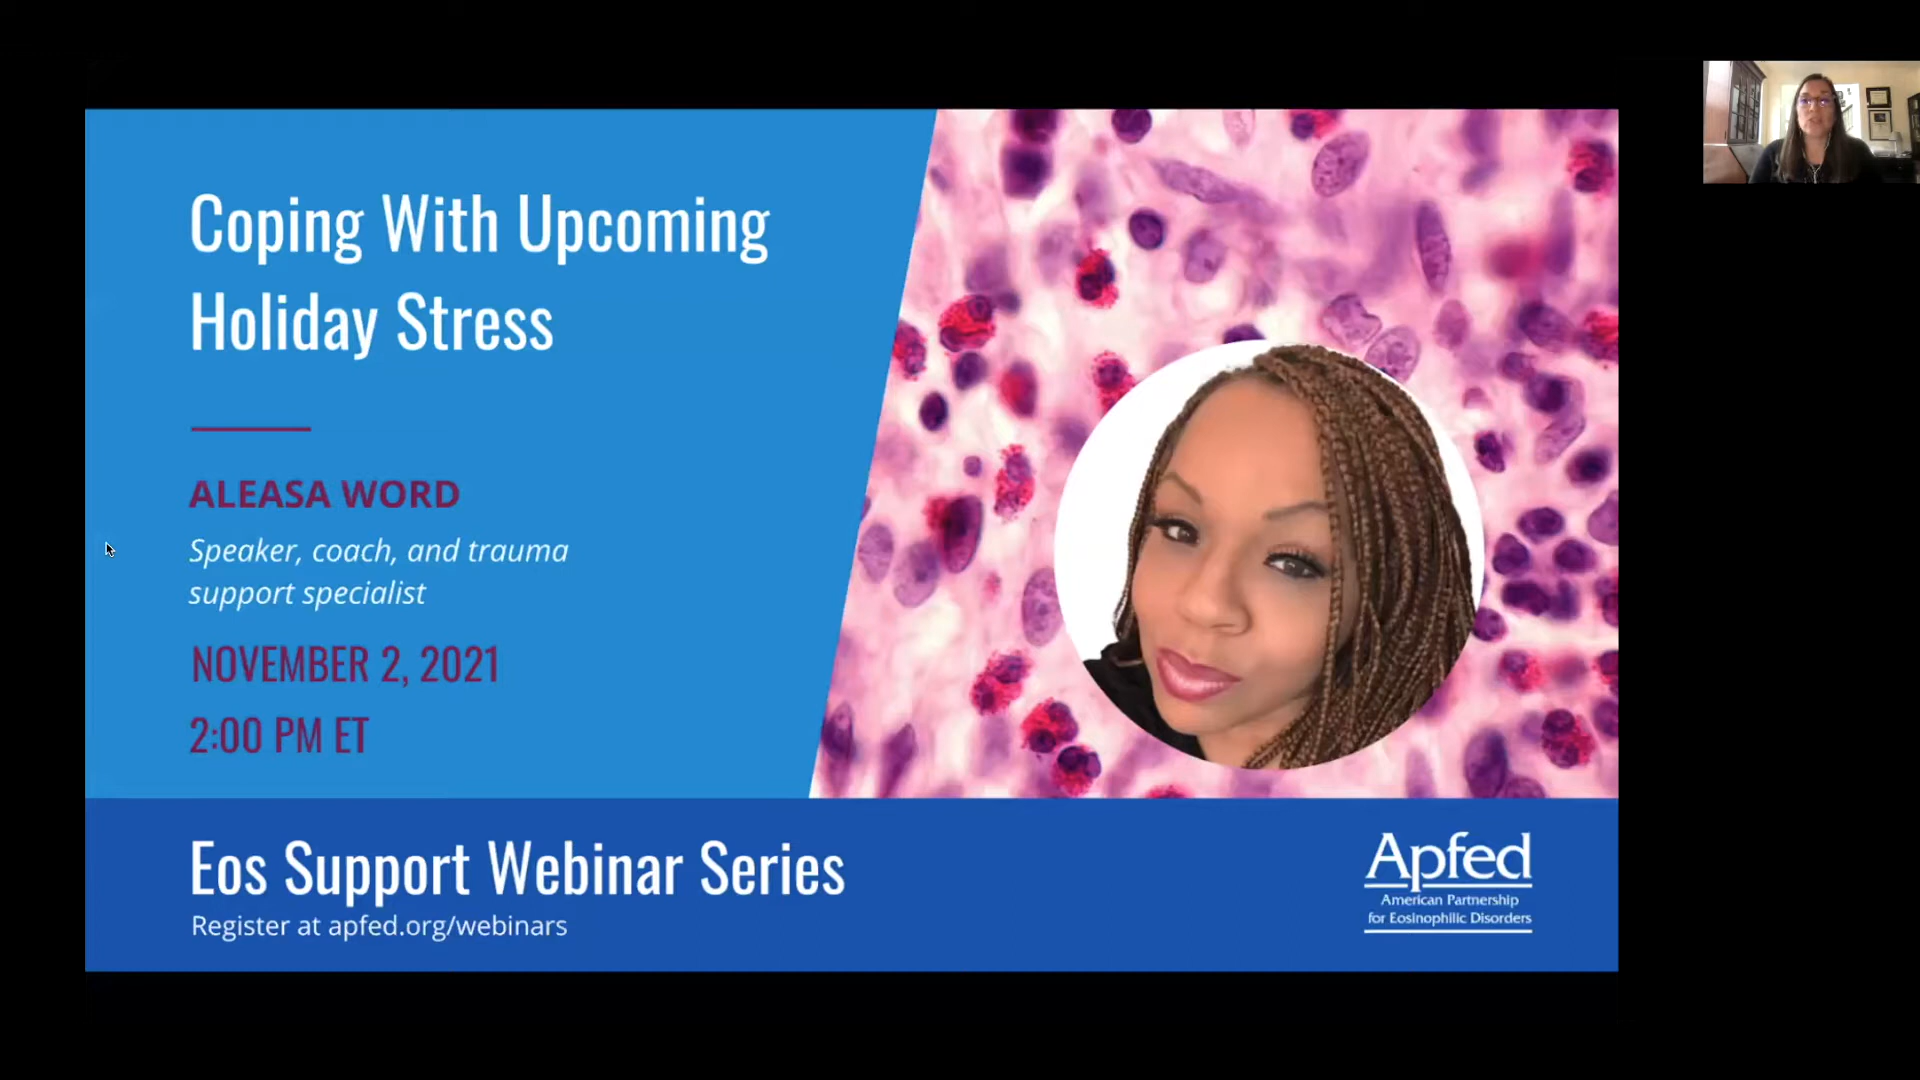 Coping With Upcoming
Holiday Stress
ALEASA WORD
Speaker, coach, and trauma
support specialist
NOVEMBER 2, 2021
2:00 PM ET
Eos Support Webinar Series
Register at apfed.org/webinars
Apfed
American Partnership
for Eosinophilic Disorders